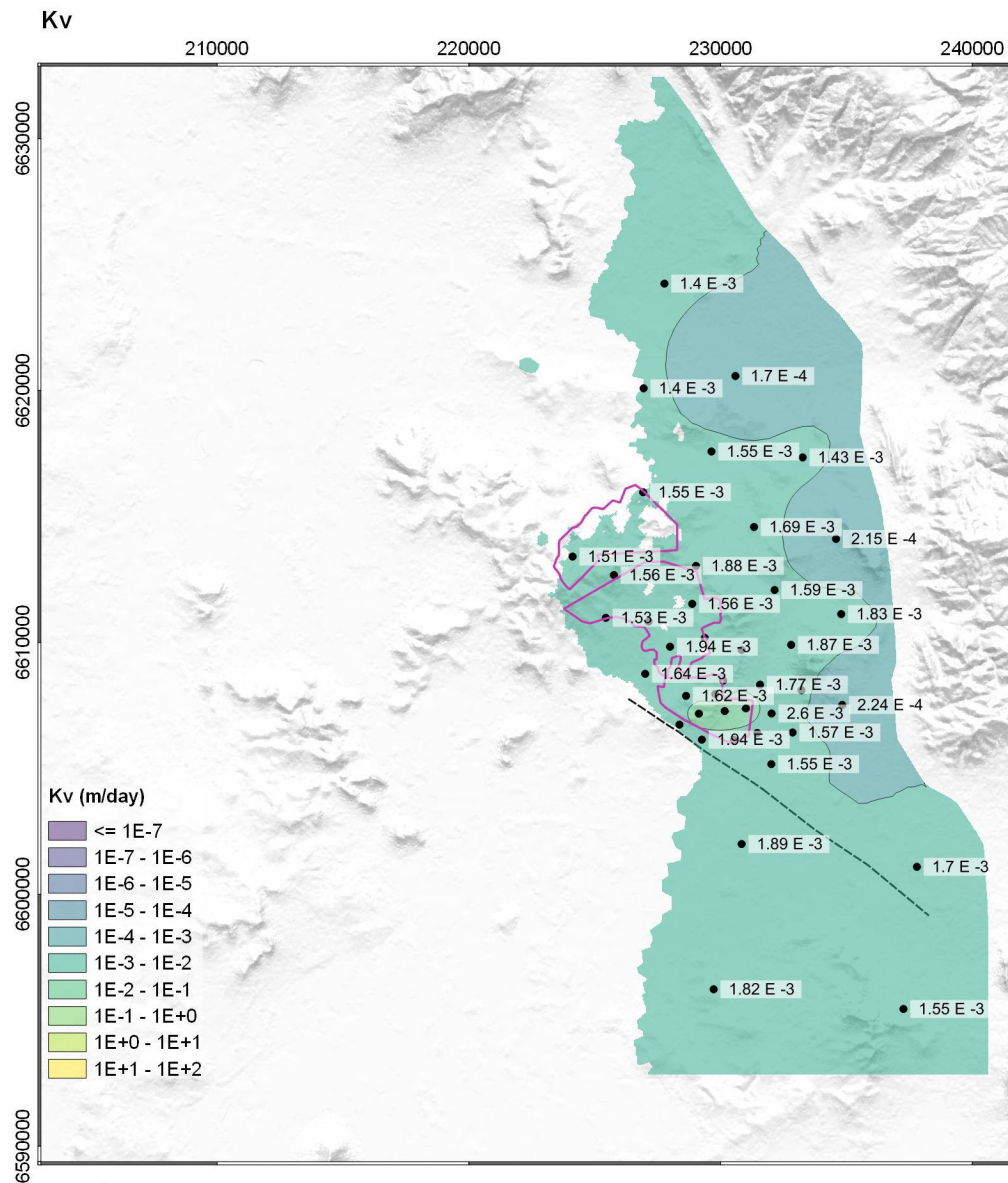 Kv
210000
220000
230000
240000
6630000
6620000
6610000
6600000
6590000
1.4 E -3
1.7 E -4
1.4 E -3
1.55 E -3
1.43 E -3
1.55 E -3
1.69 E -3
2.15 E -4
1.51 E -3
1.88 E -3
1.56 E -3
1.59 E -3
1.56 E -3
1.83 E -3
1.53 E -3
1.94 E -3
1.87 E -3
1.64 E -3
1.77 E -3
1.62 E -3
2.24 E -4
2.6 E -3
1.57 E -3
1.94 E -3
1.55 E -3
1.89 E -3
1.7 E -3
1.82 E -3
1.55 E -3
Kv (m/day)
<= 1E-7
1E-7 - 1E-6
1E-6 - 1E-5
1E-5 - 1E-4
1E-4 - 1E-3
1E-3 - 1E-2
1E-2 - 1E-1
1E-1 - 1E+0
1E+0 - 1E+1
1E+1 - 1E+2